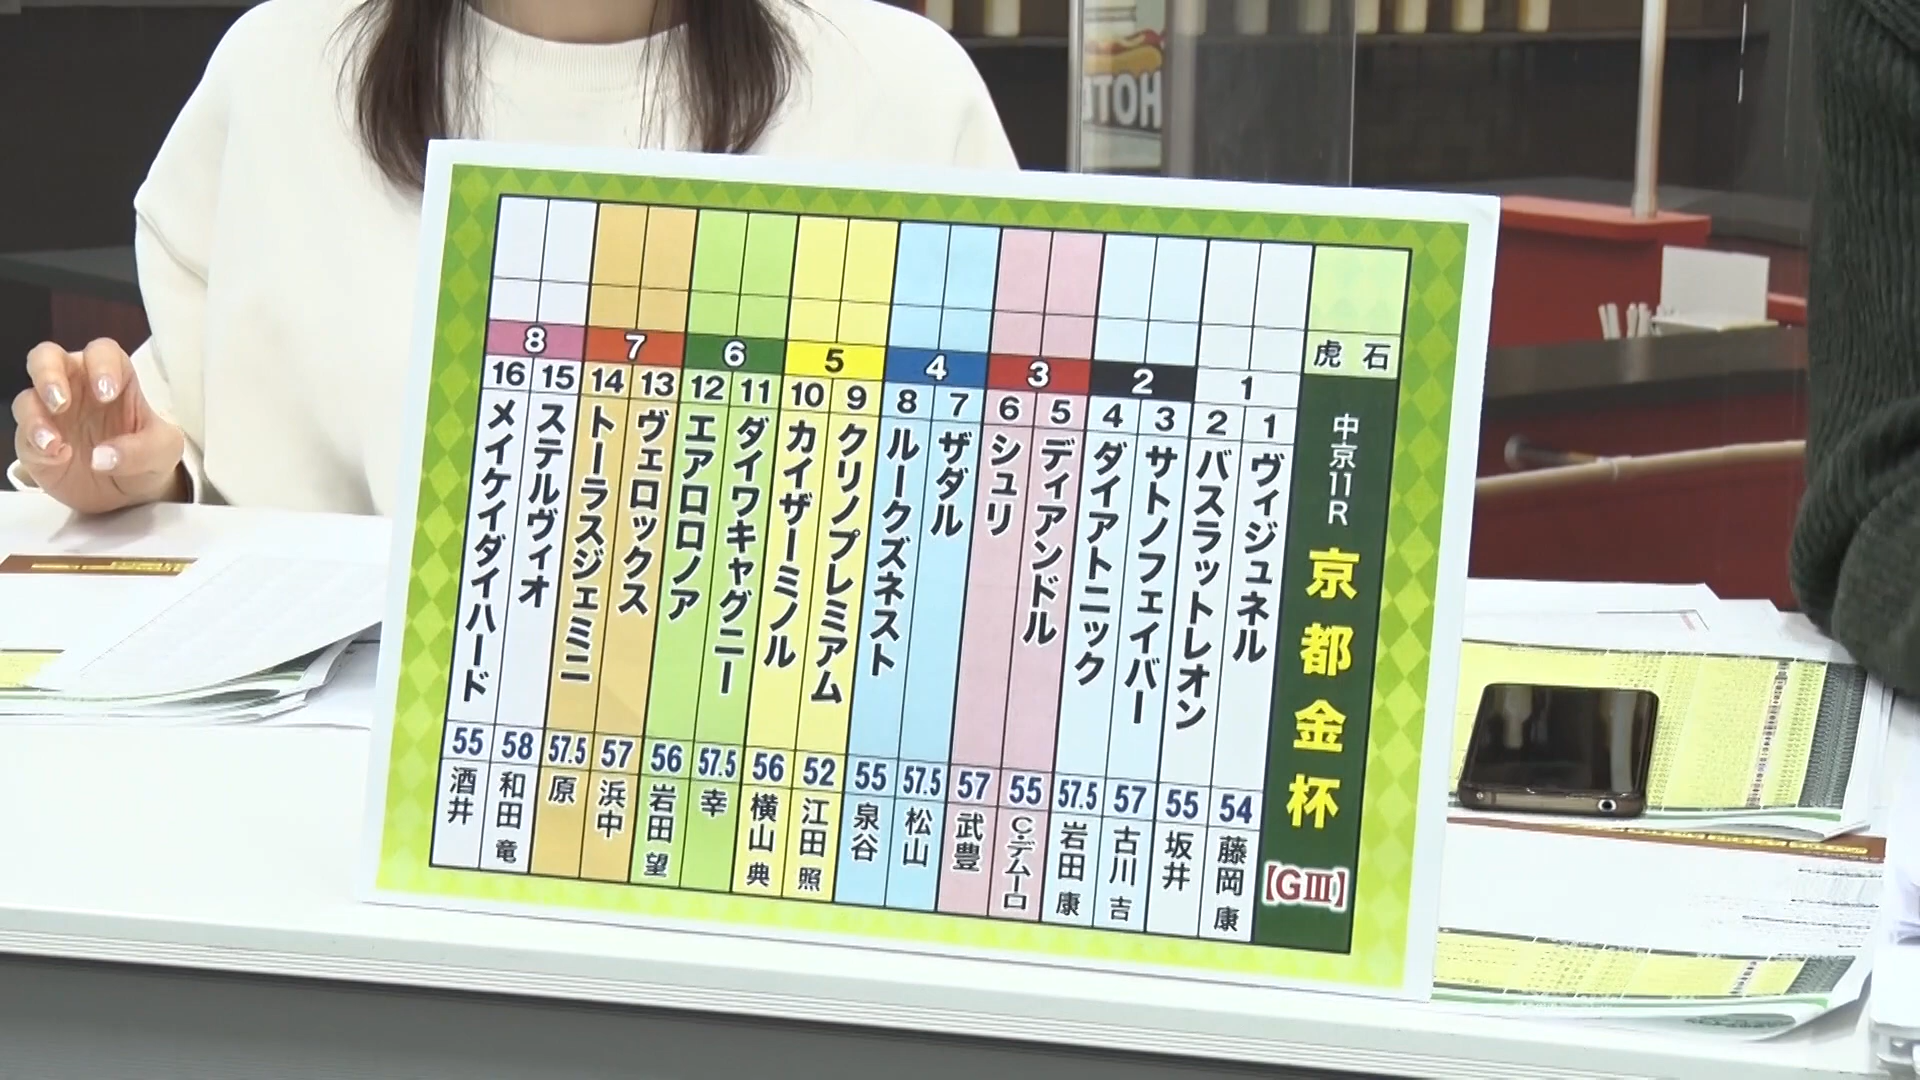 HOT
虎 石
中京11R 京都金杯 【GⅢ】
1
1 ヴィジュネル 54 藤岡 康
2 バスラットレオン 55 坂井
2
3 サトノフェイバー 57 古川 吉
4 ダイアトニック 57.5 岩田 康
3
5 ディアンドル 55 C・デムーロ
6 シュリ 57 武豊
4
7 ザダル 57.5 松山
8 ルークズネスト 55 泉谷
5
9 クリノプレミアム 52 江田 照
10 カイザーミノル 56 横山 典
6
11 ダイワキャグニー 57.5 幸
12 エアロロノア 56 岩田 望
7
13 ヴェロックス 57 浜中
14 トーラスジェミニ 57.5 原
8
15 ステルヴィオ 58 和田 竜
16 メイケイダイハード 55 酒井